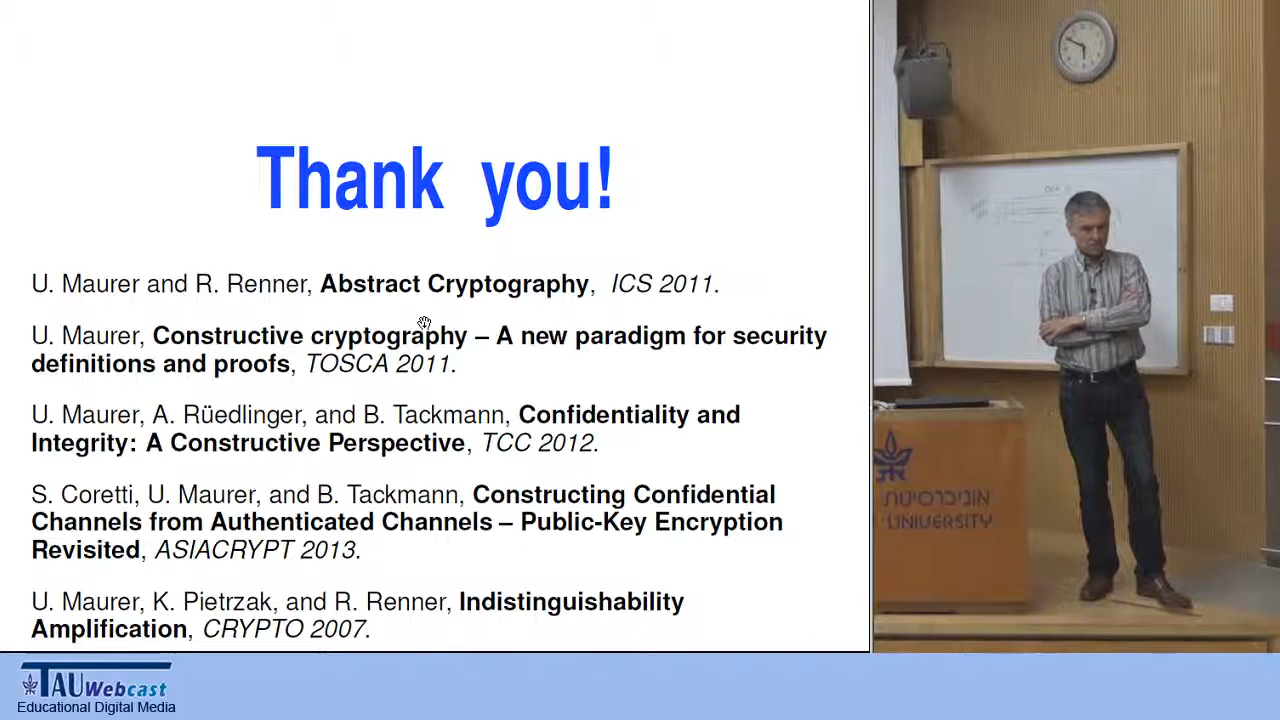 Thank you!
U. Maurer and R. Renner, Abstract Cryptography, ICS 2011.
U. Maurer, Constructive cryptography – A new paradigm for security
definitions and proofs, TOSCA 2011.
U. Maurer, A. Rüedlinger, and B. Tackmann, Confidentiality and
Integrity: A Constructive Perspective, TCC 2012.
S. Coretti, U. Maurer, and B. Tackmann, Constructing Confidential
Channels from Authenticated Channels – Public-Key Encryption
Revisited, ASIACRYPT 2013.
U. Maurer, K. Pietrzak, and R. Renner, Indistinguishability
Amplification, CRYPTO 2007.
אוניברסיטת
UNIVERSITY
TAU Webcast
Educational Digital Media